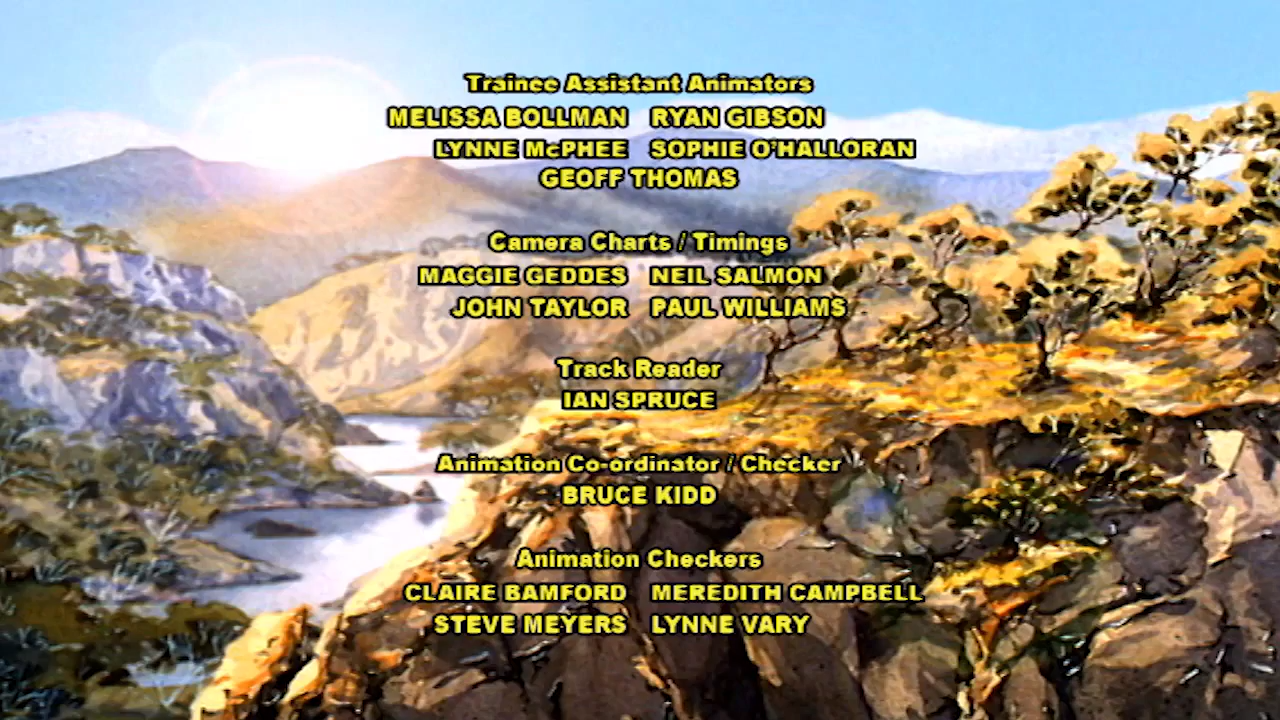 Trainee Assistant Animators
MELISSA BOLLMAN RYAN GIBSON
LYNNE McPHEE SOPHIE O'HALLORAN
GEOFF THOMAS
Camera Charts / Timings
MAGGIE GEDDES NEIL SALMON
JOHN TAYLOR PAUL WILLIAMS
Track Reader
IAN SPRUCE
Animation Co-ordinator / Checker
BRUCE KIDD
Animation Checkers
CLAIRE BAMFORD MEREDITH CAMPBELL
STEVE MEYERS LYNNE VARY